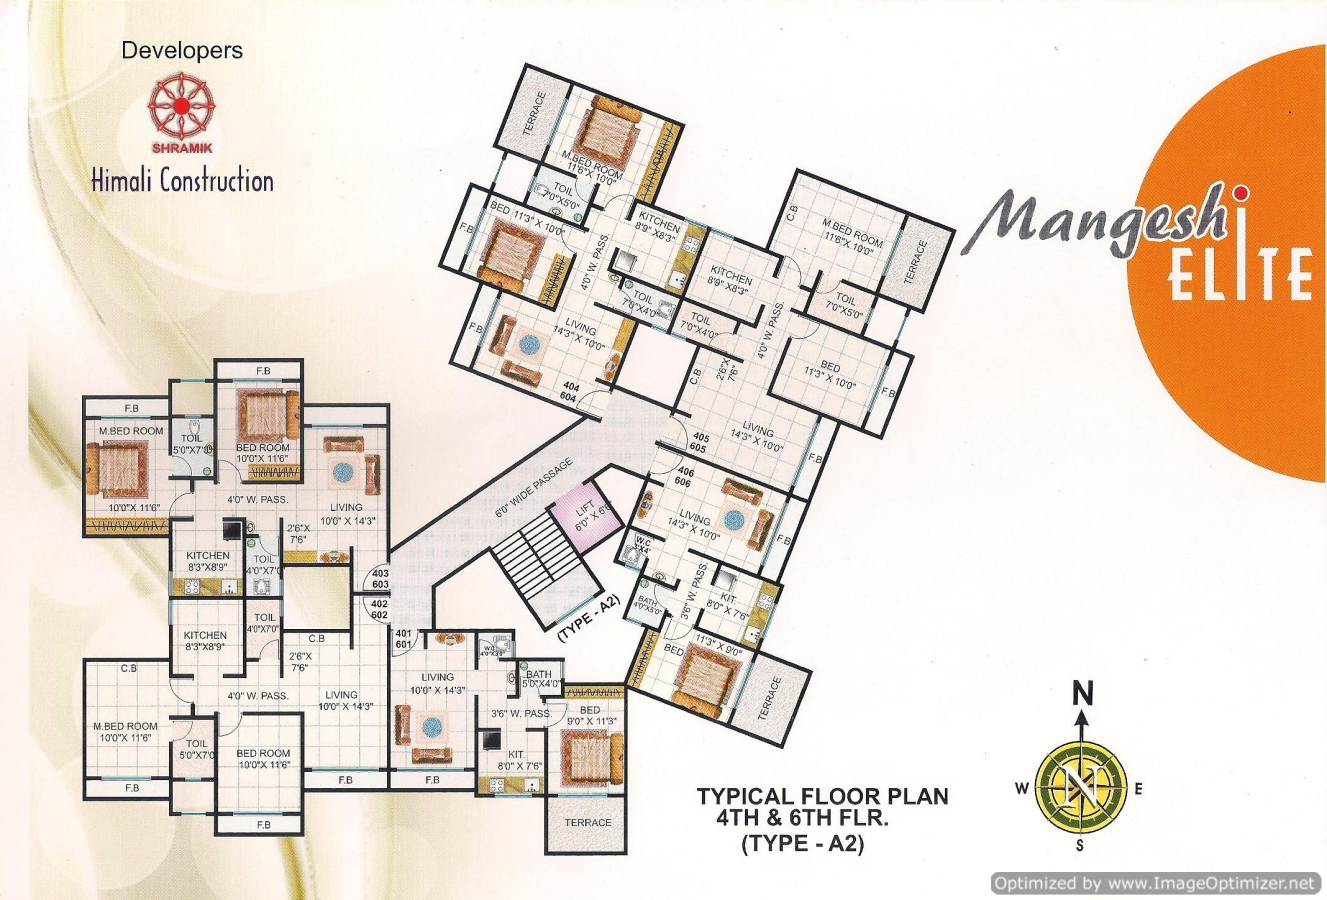 Developers
SHRAMIK
Himali Construction
Mangeshi
ELITE
TERRACE
M.BED ROOM
11'6"X 10'0"
TOIL
7'0"X5'0"
BED 11'3" X 10'0"
F.B
KITCHEN
8'9" X8'3"
4'0" W. PASS.
TOIL
7'6"X4'0"
LIVING
14'3" X 10'0"
F.B
404
604
C.B
M.BED ROOM
11'6"X 10'0"
TERRACE
KITCHEN
8'9"X8'3"
TOIL
7'0"X5'0"
TOIL
7'0"X4'0"
4'0" W. PASS.
BED
11'3" X 10'0"
F.B
C.B
2'6"X
7'6"
LIVING
14'3" X 10'0"
F.B
405
605
406
606
LIVING
14'3" X 10'0"
F.B
W.C
BATH
4'0"X5'0"
3'6" W. PASS.
KIT
8'0" X 7'6"
11'3" X 9'0"
BED
TERRACE
6'0" WIDE PASSAGE
LIFT
(TYPE - A2)
F.B
F.B
M.BED ROOM
10'0"X 11'6"
TOIL
5'0"X7'0
BED ROOM
10'0"X 11'6"
4'0" W. PASS.
LIVING
10'0" X 14'3"
2'6"X
7'6"
KITCHEN
8'3"X8'9"
TOIL
4'0"X7'0
403
603
402
602
KITCHEN
8'3"X8'9"
TOIL
4'0"X7'0"
C.B
2'6"X
7'6"
C.B
4'0" W. PASS.
LIVING
10'0" X 14'3"
M.BED ROOM
10'0"X 11'6"
TOIL
5'0"X7'0
BED ROOM
10'0"X 11'6"
F.B
F.B
F.B
401
601
LIVING
10'0" X 14'3"
W.C
BATH
5'0"X4'0"
3'6" W. PASS.
BED
9'0" X 11'3"
KIT
8'0" X 7'6"
F.B
TERRACE
TYPICAL FLOOR PLAN
4TH & 6TH FLR.
(TYPE - A2)
N
W
E
S
N
Optimized by www.ImageOptimizer.net